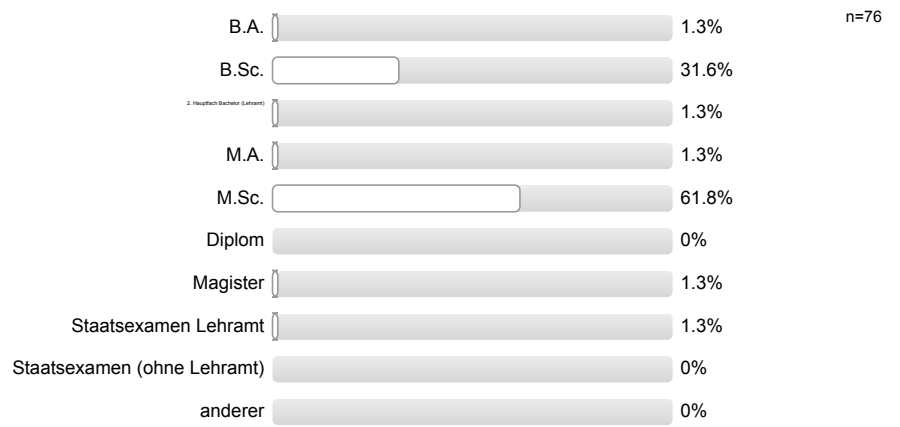 n=76
B.A. 1.3%
B.Sc. 31.6%
2. Hauptfach Bachelor (Lehramt) 1.3%
M.A. 1.3%
M.Sc. 61.8%
Diplom 0%
Magister 1.3%
Staatsexamen Lehramt 1.3%
Staatsexamen (ohne Lehramt) 0%
anderer 0%